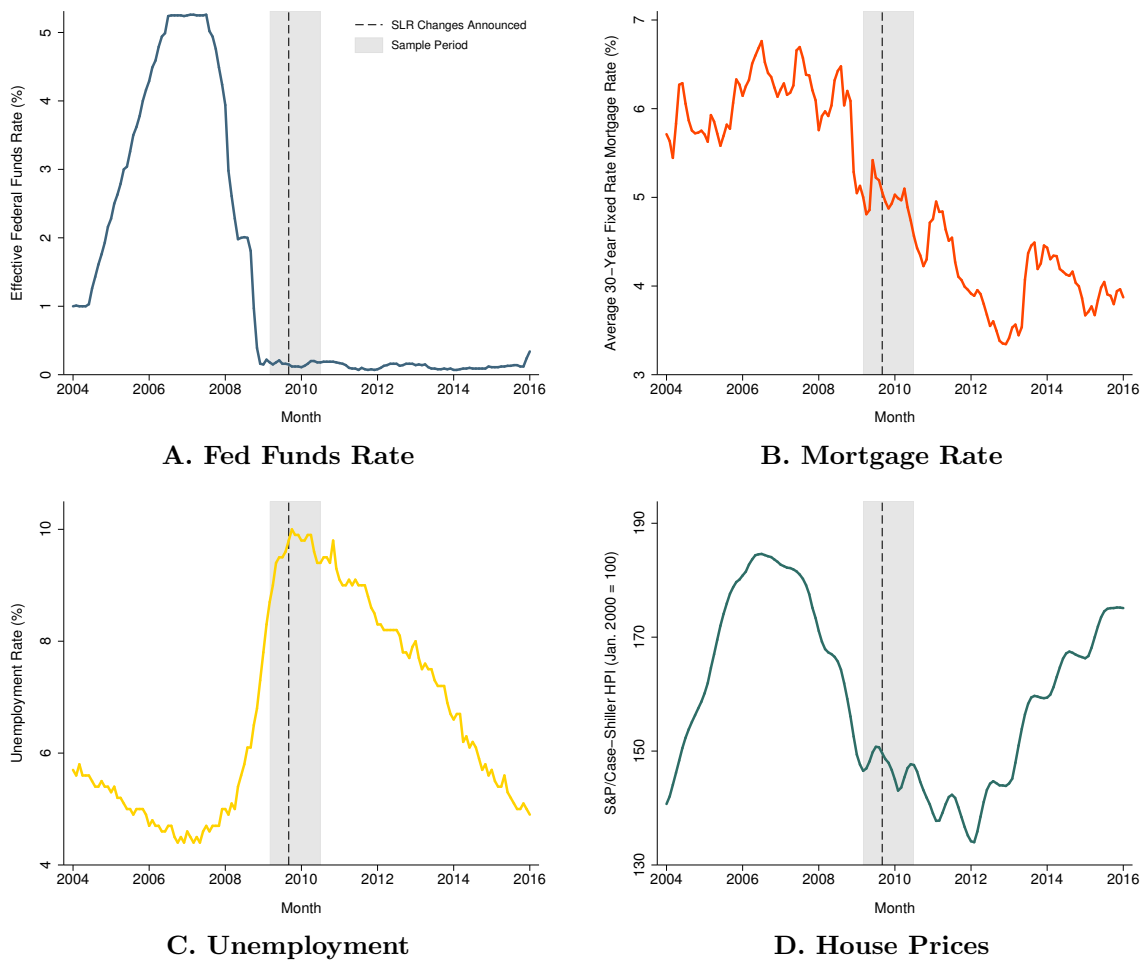 SLR Changes Announced
Sample Period
Effective Federal Funds Rate (%)
5
4
3
2
1
0
2004 2006 2008 2010 2012 2014 2016
Month
A. Fed Funds Rate
Average 30−Year Fixed Rate Mortgage Rate (%)
7
6
5
4
3
2004 2006 2008 2010 2012 2014 2016
Month
B. Mortgage Rate
Unemployment Rate (%)
10
8
6
4
2004 2006 2008 2010 2012 2014 2016
Month
C. Unemployment
S&P/Case−Shiller HPI (Jan. 2000 = 100)
190
170
150
130
2004 2006 2008 2010 2012 2014 2016
Month
D. House Prices